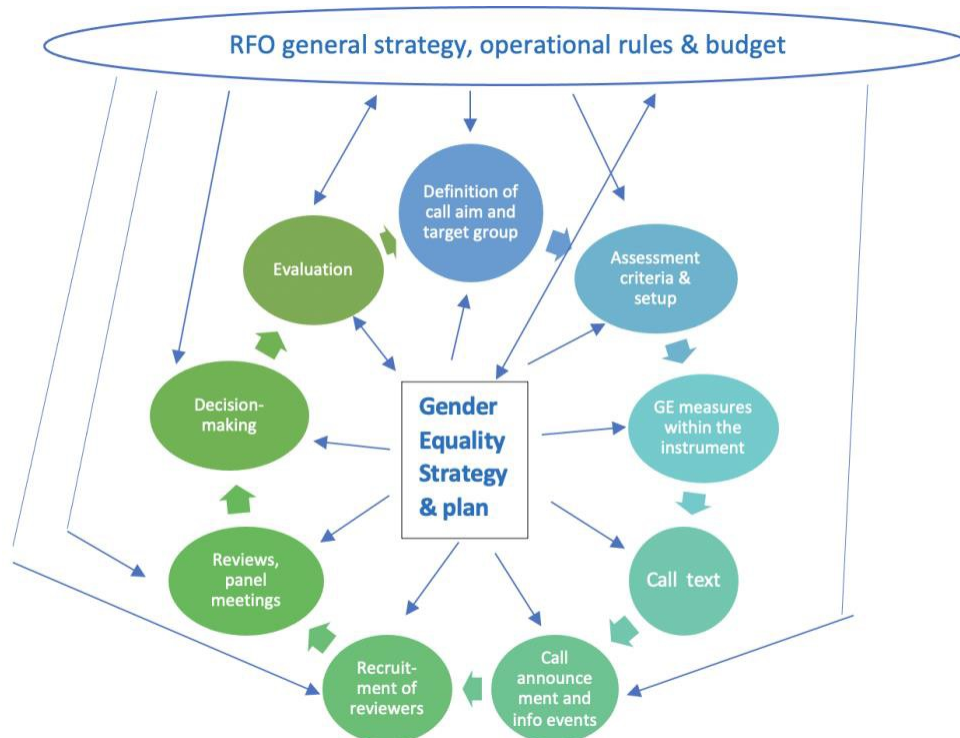 RFO general strategy, operational rules & budget
Definition of
call aim and
target group
Assessment
criteria &
setup
GE measures
within the
instrument
Call text
Call
announce
ment and
info events
Recruit-
ment of
reviewers
Reviews,
panel
meetings
Decision-
making
Evaluation
Gender
Equality
Strategy
& plan